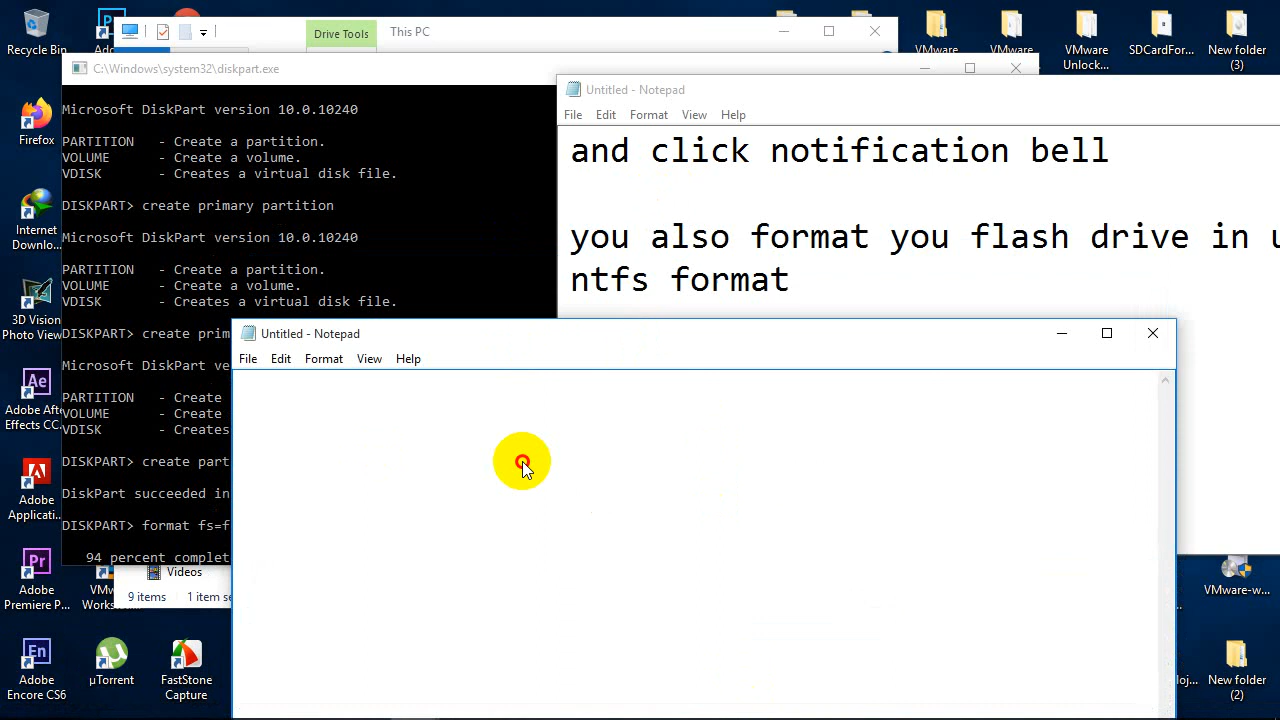 Recycle Bin
Firefox
Internet
Downlo...
3D Vision
Photo View
Adobe Aft
Effects CC
Adobe
Applicati...
Adobe
Premiere P...
Adobe
Encore CS6
µTorrent
FastStone
Capture
Drive Tools
This PC
C:\Windows\system32\diskpart.exe
Microsoft DiskPart version 10.0.10240
PARTITION - Create a partition.
VOLUME - Create a volume.
VDISK - Creates a virtual disk file.
DISKPART> create primary partition
Microsoft DiskPart version 10.0.10240
PARTITION - Create a partition.
VOLUME - Create a volume.
VDISK - Creates a virtual disk file.
DISKPART> create prim
Microsoft DiskPart ve
PARTITION - Create
VOLUME - Create
VDISK - Creates
DISKPART> create part
DiskPart succeeded in
DISKPART> format fs=f
94 percent complet
Videos
9 items 1 item se
Untitled - Notepad
File Edit Format View Help
and click notification bell
you also format you flash drive in u
ntfs format
Untitled - Notepad
File Edit Format View Help
VMware
VMware
VMware
Unlock...
SDCardFor...
New folder
(3)
VMware-w...
New folder
(2)